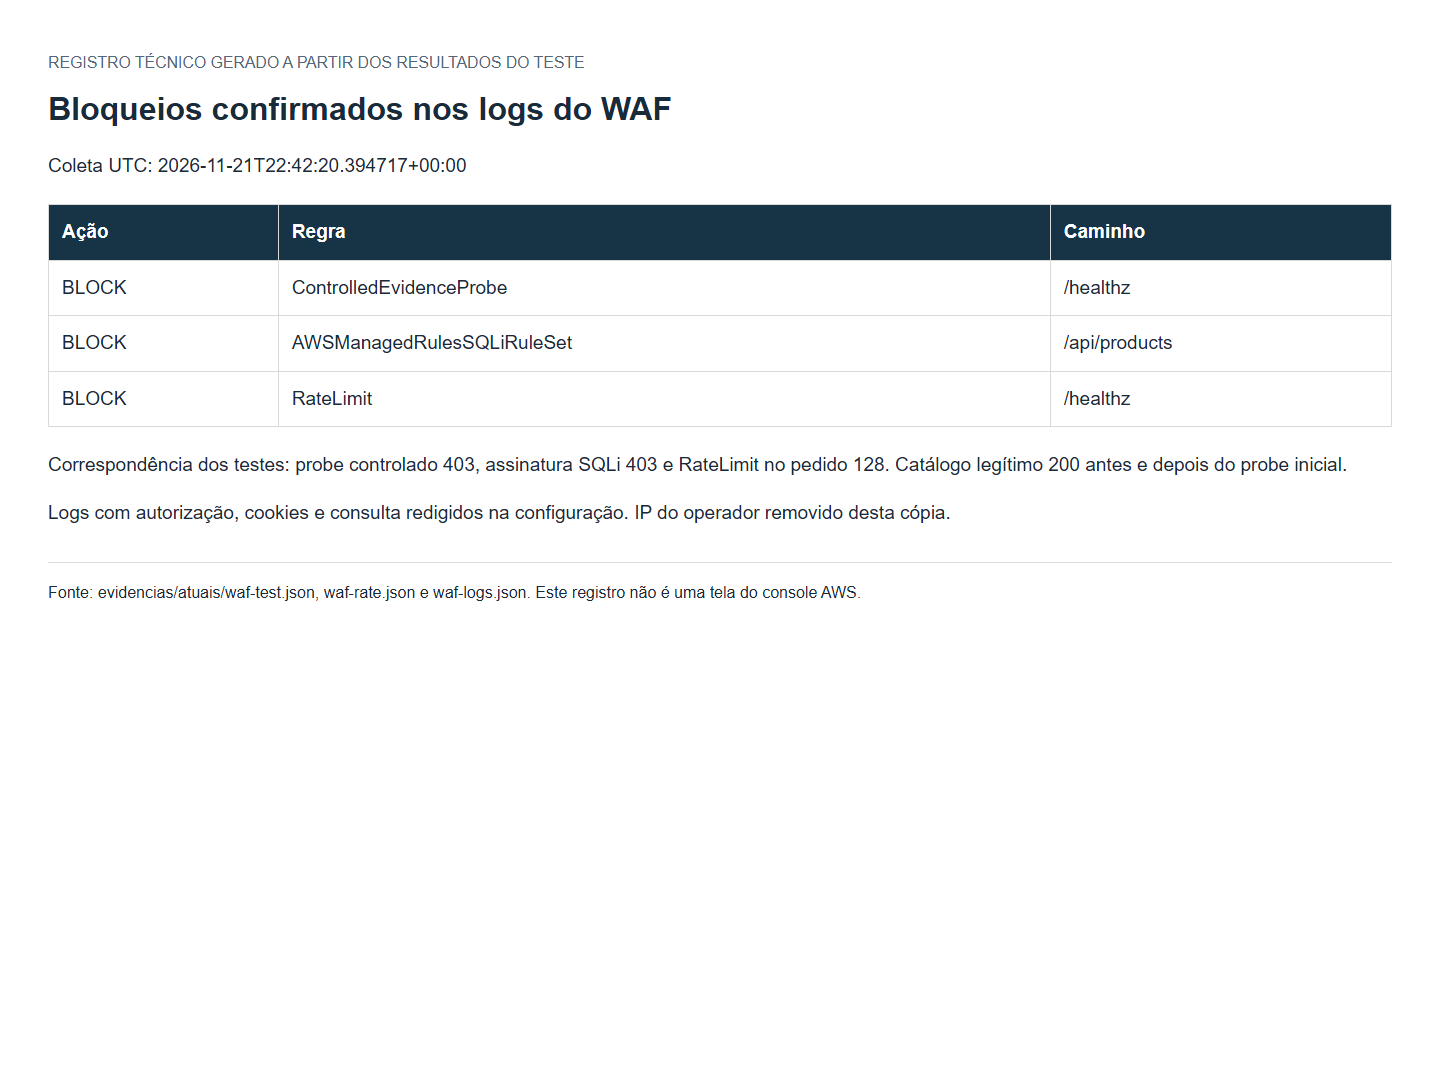 REGISTRO TÉCNICO GERADO A PARTIR DOS RESULTADOS DO TESTE
Bloqueios confirmados nos logs do WAF
Coleta UTC: 2026-11-21T22:42:20.394717+00:00
Ação Regra Caminho
BLOCK ControlledEvidenceProbe /healthz
BLOCK AWSManagedRulesSQLiRuleSet /api/products
BLOCK RateLimit /healthz
Correspondência dos testes: probe controlado 403, assinatura SQLi 403 e RateLimit no pedido 128. Catálogo legítimo 200 antes e depois do probe inicial.
Logs com autorização, cookies e consulta redigidos na configuração. IP do operador removido desta cópia.
Fonte: evidencias/atuais/waf-test.json, waf-rate.json e waf-logs.json. Este registro não é uma tela do console AWS.